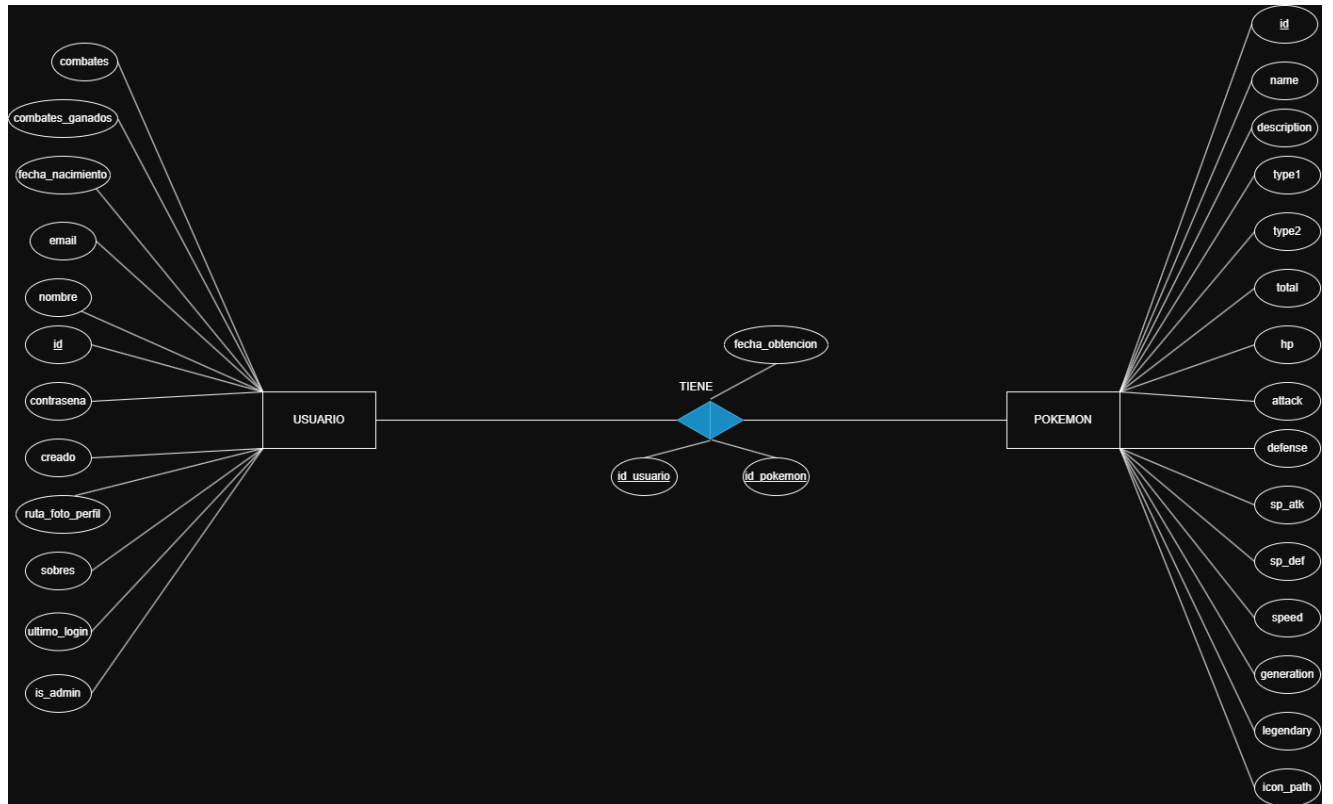 combates
combates_ganados
fecha_nacimiento
email
nombre
id
contrasena
creado
ruta_foto_perfil
sobres
ultimo_login
is_admin
USUARIO
fecha_obtencion
TIENE
id_usuario
id_pokemon
POKEMON
id
name
description
type1
type2
total
hp
attack
defense
sp_atk
sp_def
speed
generation
legendary
icon_path